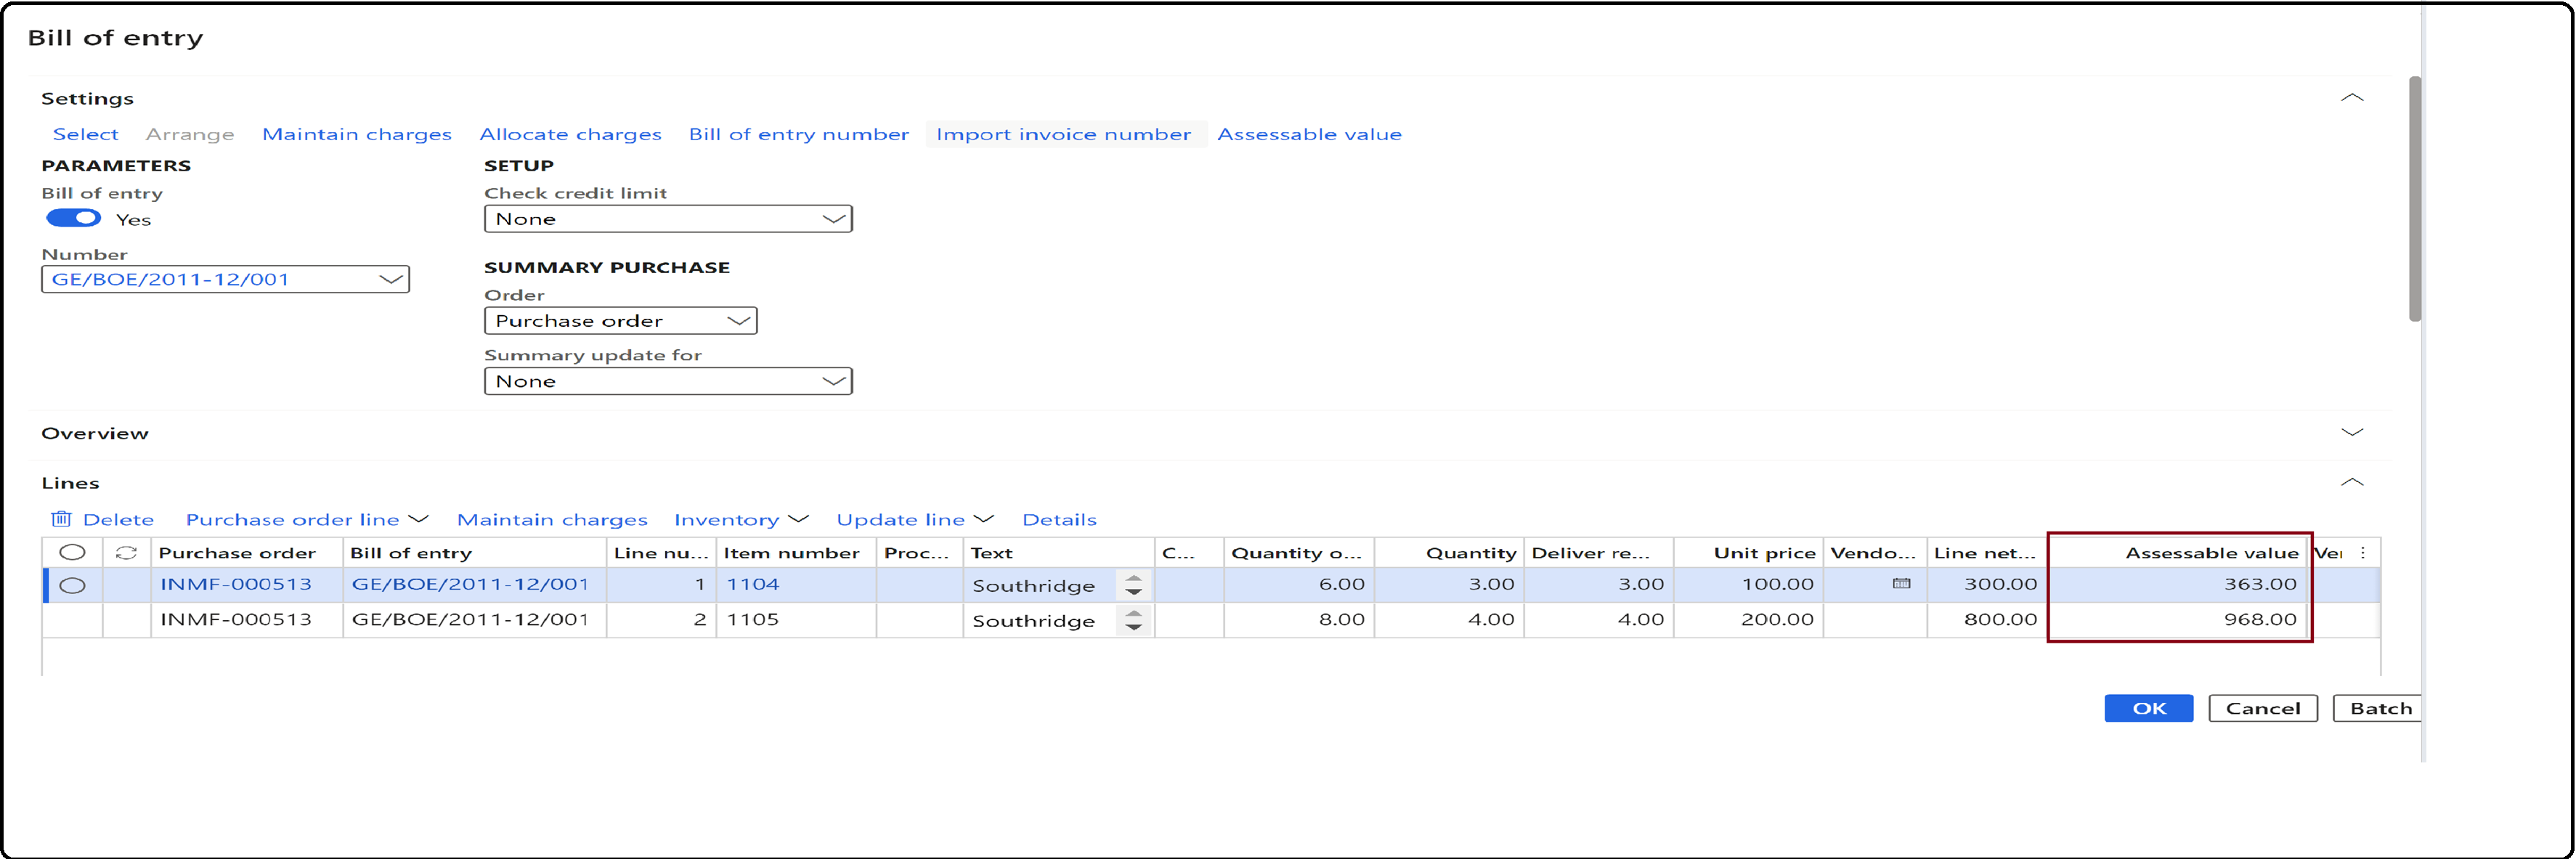 Bill of entry
Settings
Select Arrange Maintain charges Allocate charges Bill of entry number Import invoice number Assessable value
PARAMETERS
Bill of entry
Yes
Number
GE/BOE/2011-12/001
SETUP
Check credit limit
None
SUMMARY PURCHASE
Order
Purchase order
Summary update for
None
Overview
Lines
Delete Purchase order line Maintain charges Inventory Update line Details
Purchase order Bill of entry Line nu... Item number Proc... Text C... Quantity o... Quantity Deliver re... Unit price Vendo... Line net... Assessable value Ver
INMF-000513 GE/BOE/2011-12/001 1 1104 Southridge 6.00 3.00 3.00 100.00 300.00 363.00
INMF-000513 GE/BOE/2011-12/001 2 1105 Southridge 8.00 4.00 4.00 200.00 800.00 968.00
OK Cancel Batch